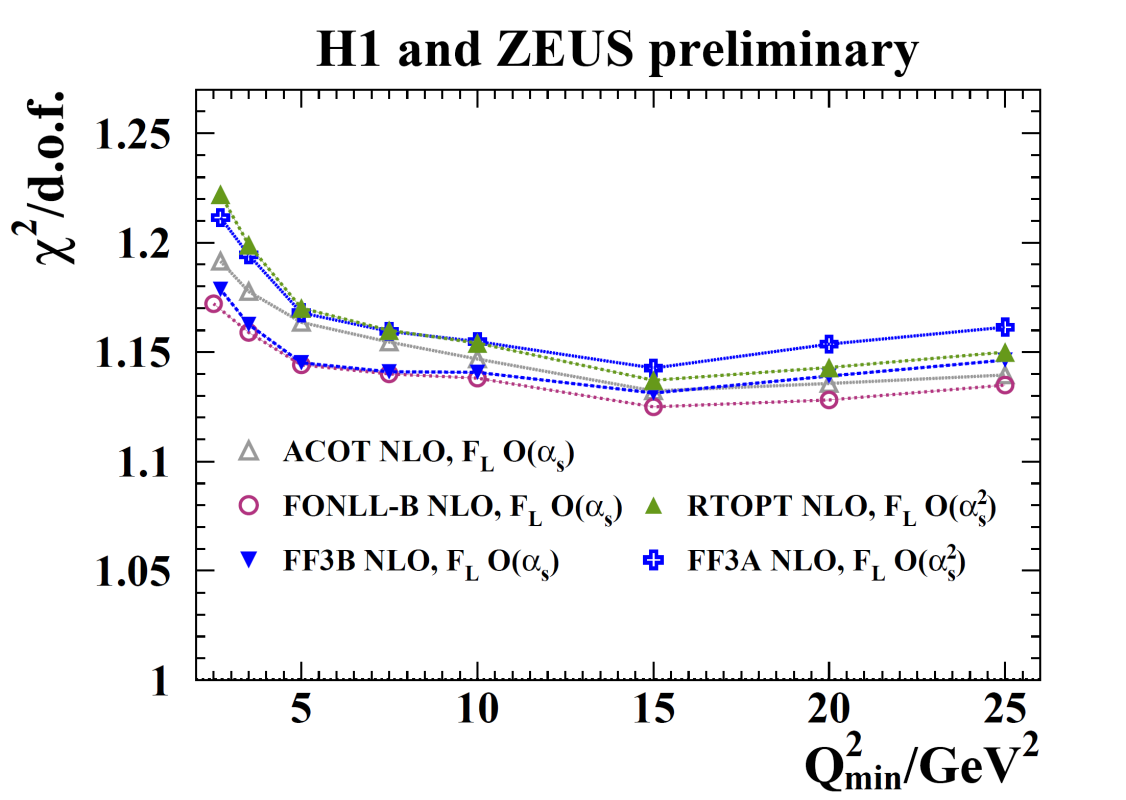 H1 and ZEUS preliminary
χ²/d.o.f.
1.25
1.2
1.15
1.1
1.05
1
ACOT NLO, F_L O(α_s)
FONLL-B NLO, F_L O(α_s)
RTOPT NLO, F_L O(α_s²)
FF3B NLO, F_L O(α_s)
FF3A NLO, F_L O(α_s²)
5 10 15 20 25
Q²_min/GeV²